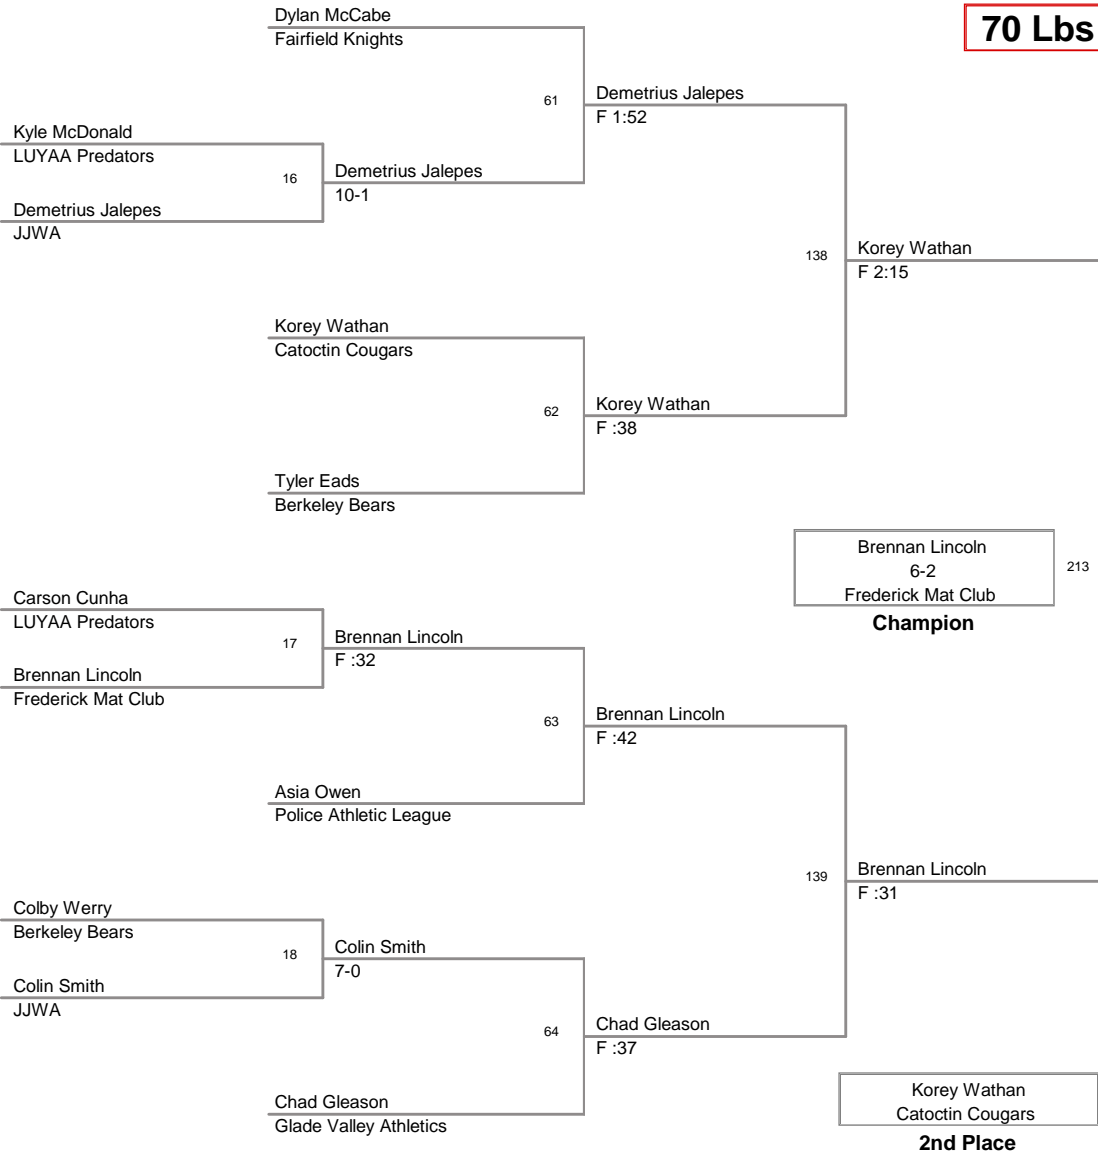 Dylan McCabe
Fairfield Knights
70 Lbs
61
Demetrius Jalepes
F 1:52
Kyle McDonald
LUYAA Predators
16
Demetrius Jalepes
10-1
Demetrius Jalepes
JJWA
138
Korey Wathan
F 2:15
Korey Wathan
Catoctin Cougars
62
Korey Wathan
F :38
Tyler Eads
Berkeley Bears
Brennan Lincoln
6-2
Frederick Mat Club
213
Champion
Carson Cunha
LUYAA Predators
17
Brennan Lincoln
F :32
Brennan Lincoln
Frederick Mat Club
63
Brennan Lincoln
F :42
Asia Owen
Police Athletic League
139
Brennan Lincoln
F :31
Colby Werry
Berkeley Bears
18
Colin Smith
7-0
Colin Smith
JJWA
64
Chad Gleason
F :37
Chad Gleason
Glade Valley Athletics
Korey Wathan
Catoctin Cougars
2nd Place